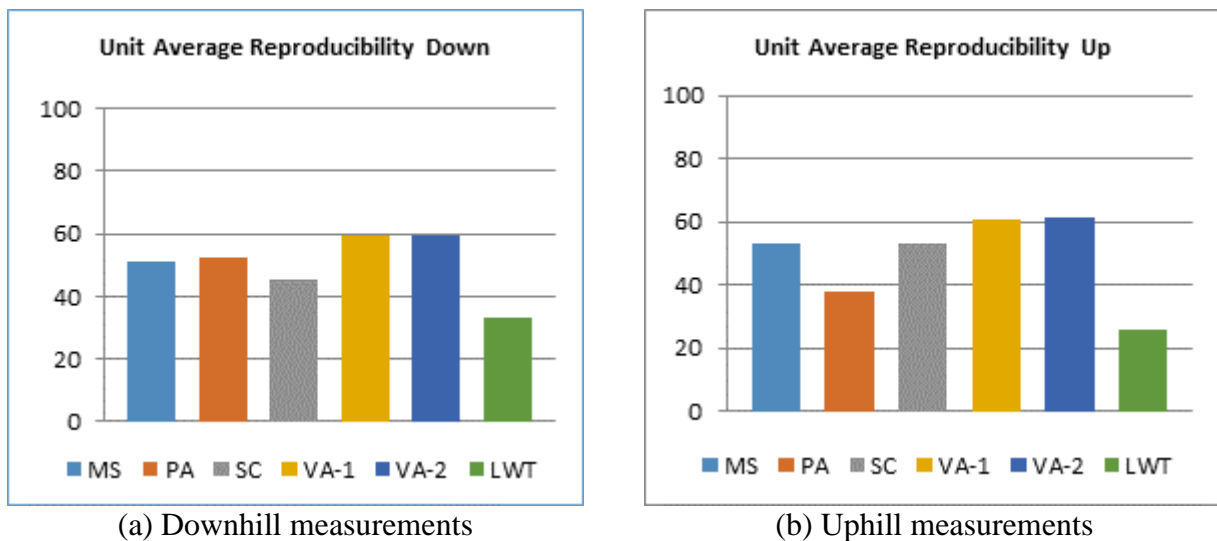 Unit Average Reproducibility Down
100
80
60
40
20
0
MS PA SC VA-1 VA-2 LWT
(a) Downhill measurements
Unit Average Reproducibility Up
100
80
60
40
20
0
MS PA SC VA-1 VA-2 LWT
(b) Uphill measurements